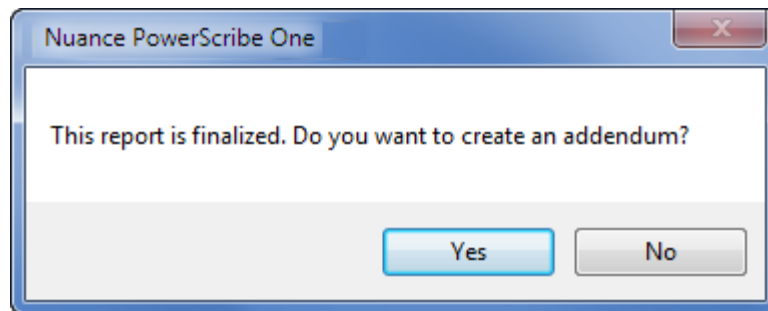 Nuance PowerScribe One
This report is finalized. Do you want to create an addendum?
Yes No